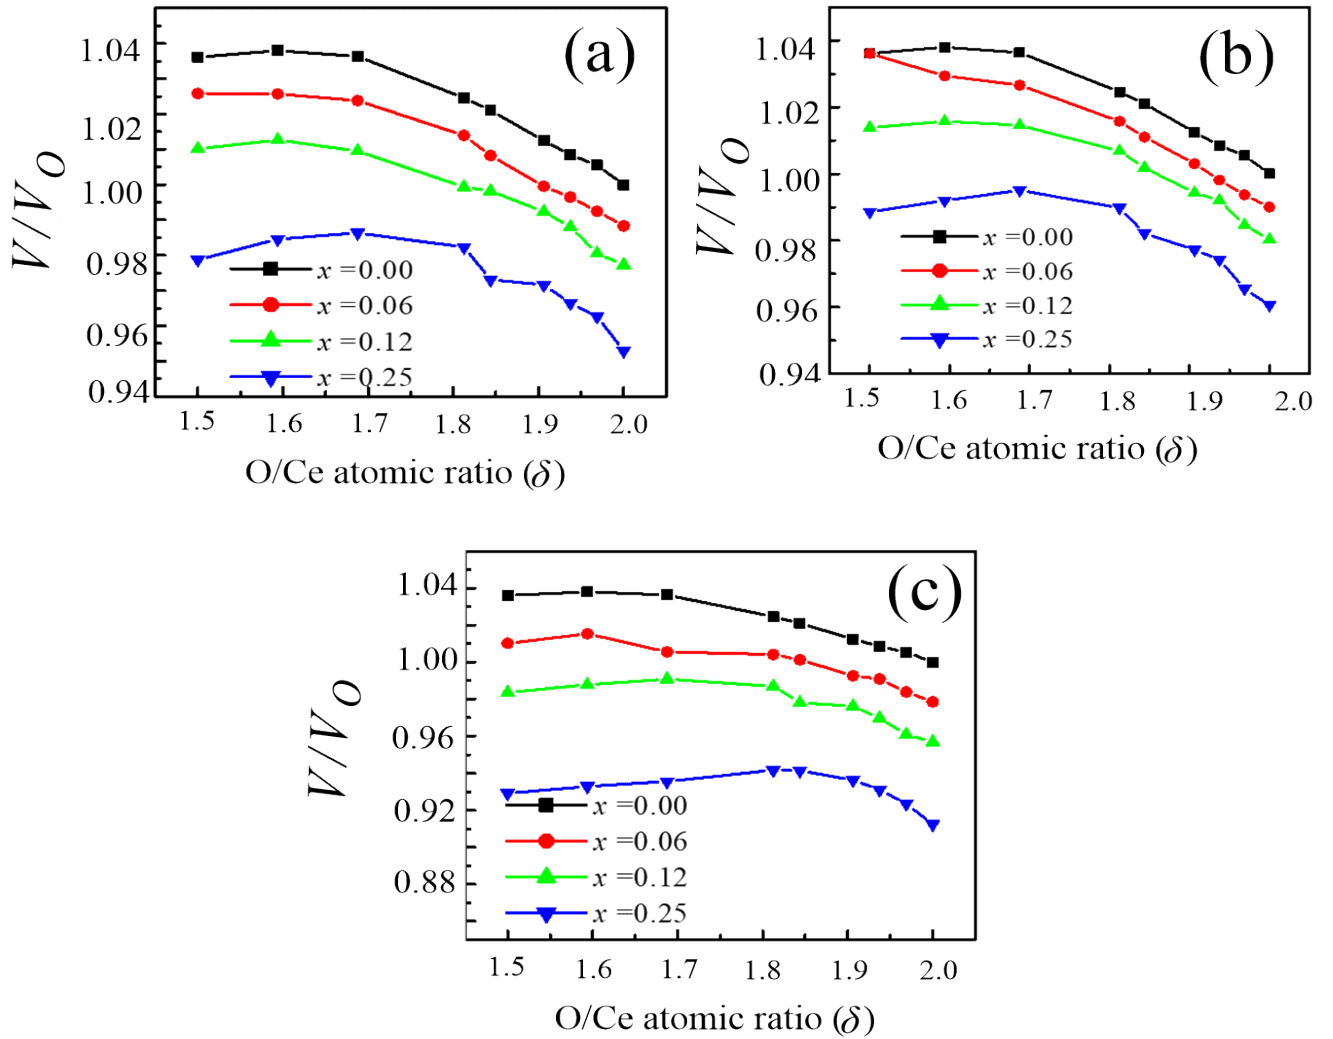 (a)
V/V_O
1.04
1.02
1.00
0.98
0.96
0.94
x =0.00
x =0.06
x =0.12
x =0.25
1.5 1.6 1.7 1.8 1.9 2.0
O/Ce atomic ratio (δ)
(b)
V/V_O
1.04
1.02
1.00
0.98
0.96
0.94
x =0.00
x =0.06
x =0.12
x =0.25
1.5 1.6 1.7 1.8 1.9 2.0
O/Ce atomic ratio (δ)
(c)
V/V_O
1.04
1.00
0.96
0.92
0.88
x =0.00
x =0.06
x =0.12
x =0.25
1.5 1.6 1.7 1.8 1.9 2.0
O/Ce atomic ratio (δ)